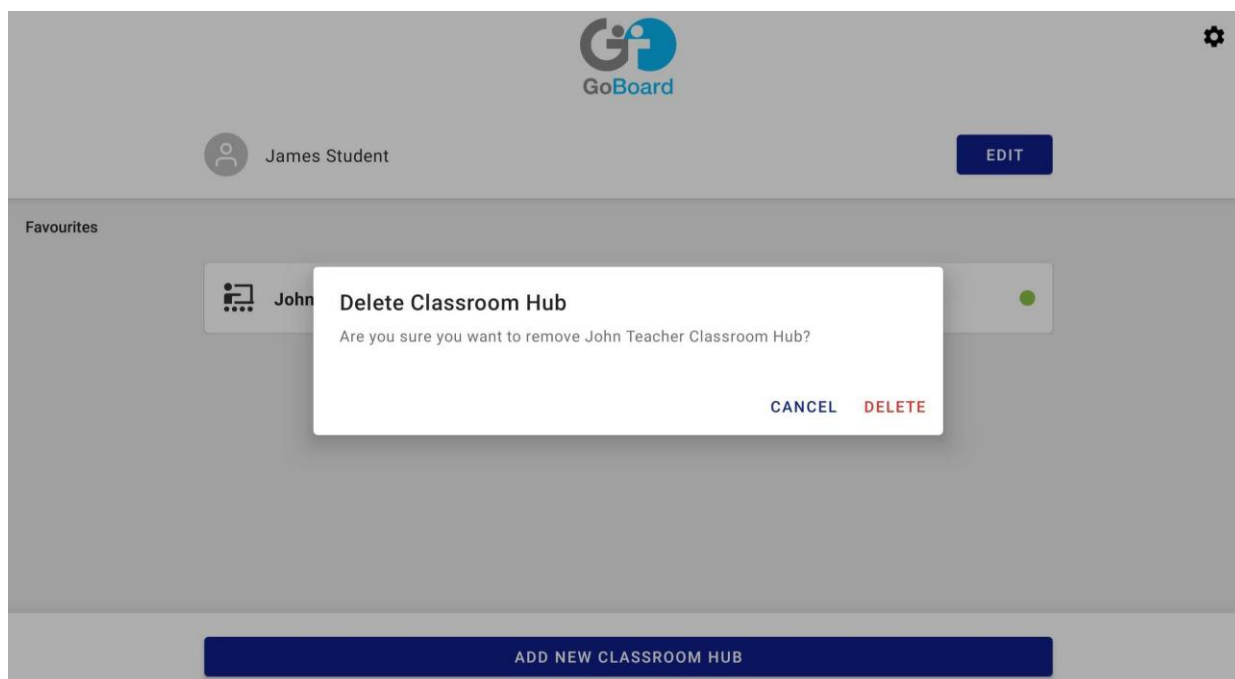 GoBoard
James Student
EDIT
Favourites
John
Delete Classroom Hub
Are you sure you want to remove John Teacher Classroom Hub?
CANCEL DELETE
ADD NEW CLASSROOM HUB